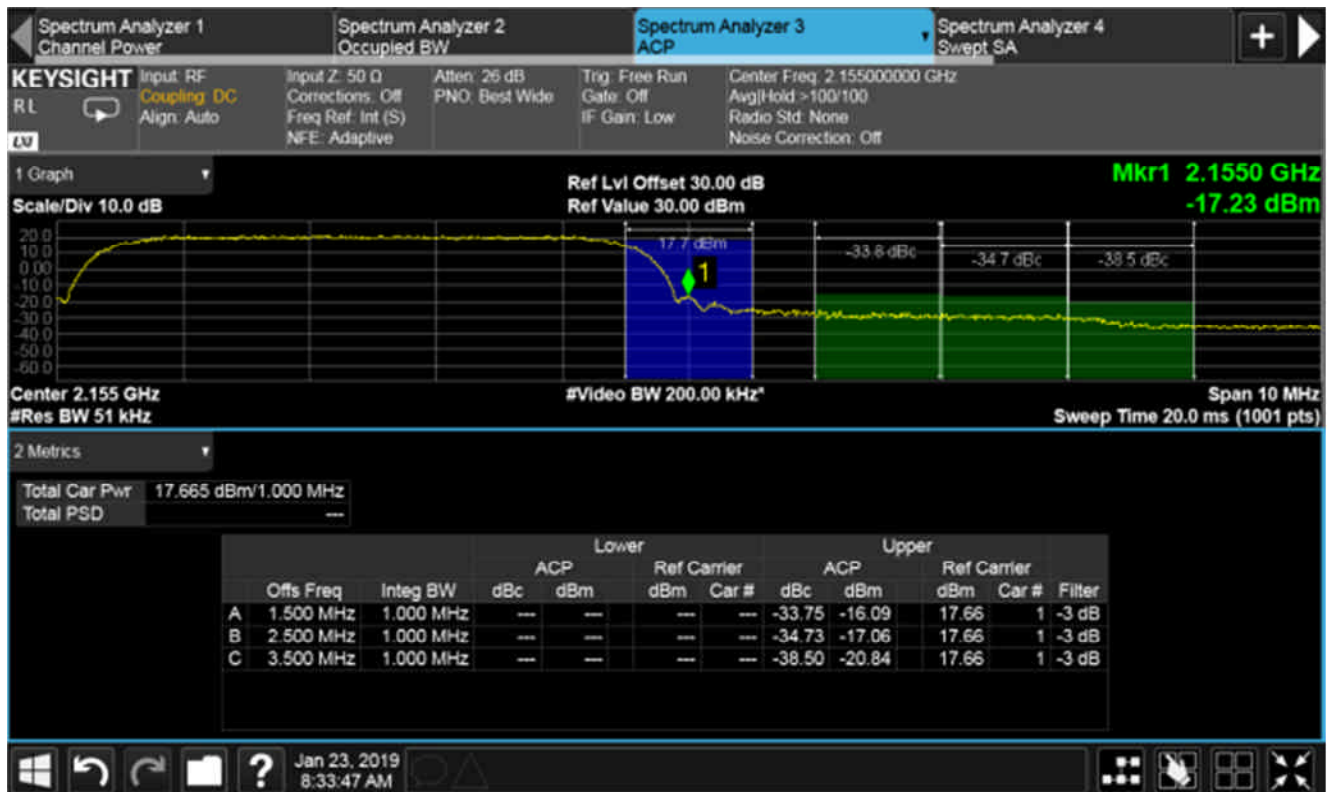 Spectrum Analyzer 1
Channel Power
Spectrum Analyzer 2
Occupied BW
Spectrum Analyzer 3
ACP
Spectrum Analyzer 4
Swept SA
+
KEYSIGHT
RL
LXI
Input: RF
Coupling: DC
Align: Auto
Input Z: 50 Ω
Corrections: Off
Freq Ref: Int (S)
NFE: Adaptive
Atten: 26 dB
PNO: Best Wide
Trig: Free Run
Gate: Off
IF Gain: Low
Center Freq: 2.155000000 GHz
Avg|Hold:>100/100
Radio Std: None
Noise Correction: Off
1 Graph
Scale/Div 10.0 dB
Ref Lvl Offset 30.00 dB
Ref Value 30.00 dBm
Mkr1 2.1550 GHz
-17.23 dBm
20.0
10.0
0.00
-10.0
-20.0
-30.0
-40.0
-50.0
-60.0
17.7 dBm
1
-33.8 dBc
-34.7 dBc
-38.5 dBc
Center 2.155 GHz
#Video BW 200.00 kHz*
Span 10 MHz
#Res BW 51 kHz
Sweep Time 20.0 ms (1001 pts)
2 Metrics
Total Car Pwr 17.665 dBm/1.000 MHz
Total PSD ---
Lower Upper
ACP Ref Carrier ACP Ref Carrier
Offs Freq Integ BW dBc dBm dBm Car # dBc dBm dBm Car # Filter
A 1.500 MHz 1.000 MHz --- --- --- --- -33.75 -16.09 17.66 1 -3 dB
B 2.500 MHz 1.000 MHz --- --- --- --- -34.73 -17.06 17.66 1 -3 dB
C 3.500 MHz 1.000 MHz --- --- --- --- -38.50 -20.84 17.66 1 -3 dB
?
Jan 23, 2019
8:33:47 AM